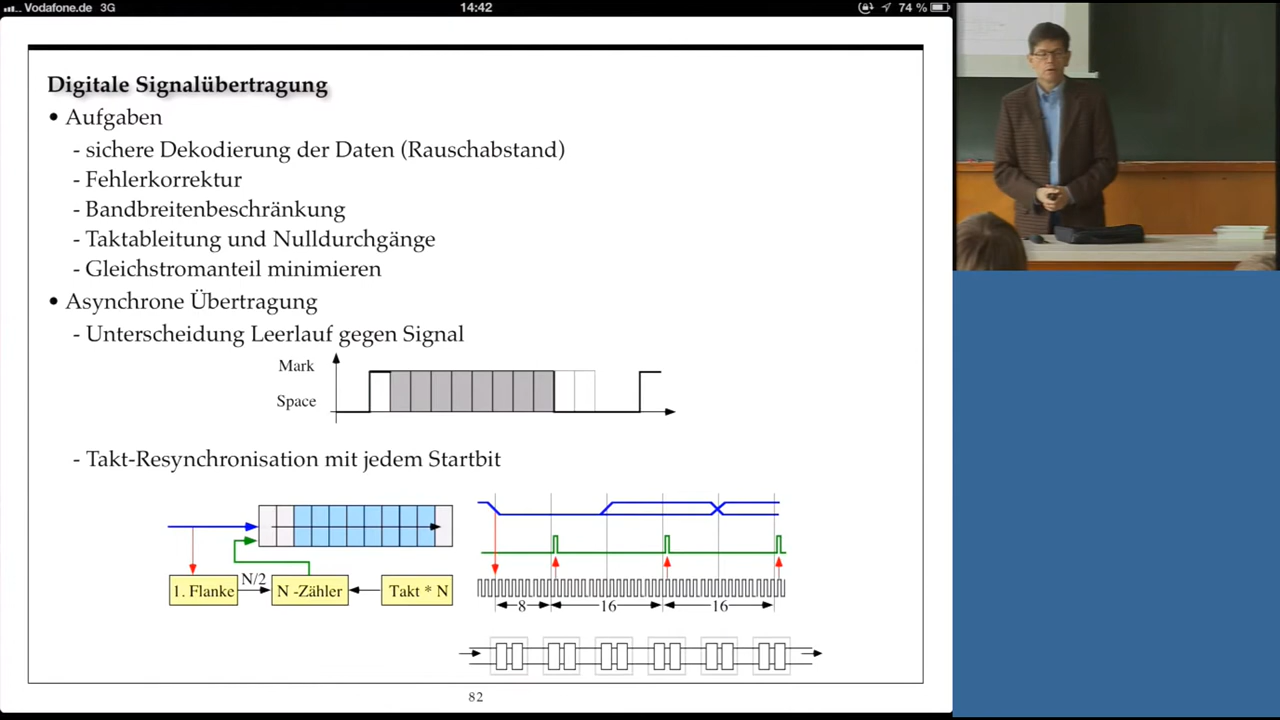 Vodafone.de 3G 14:42 74 %
Digitale Signalübertragung
• Aufgaben
- sichere Dekodierung der Daten (Rauschabstand)
- Fehlerkorrektur
- Bandbreitenbeschränkung
- Taktableitung und Nulldurchgänge
- Gleichstromanteil minimieren
• Asynchrone Übertragung
- Unterscheidung Leerlauf gegen Signal
Mark
Space
- Takt-Resynchronisation mit jedem Startbit
1. Flanke N/2 N -Zähler Takt * N
8 16 16
82